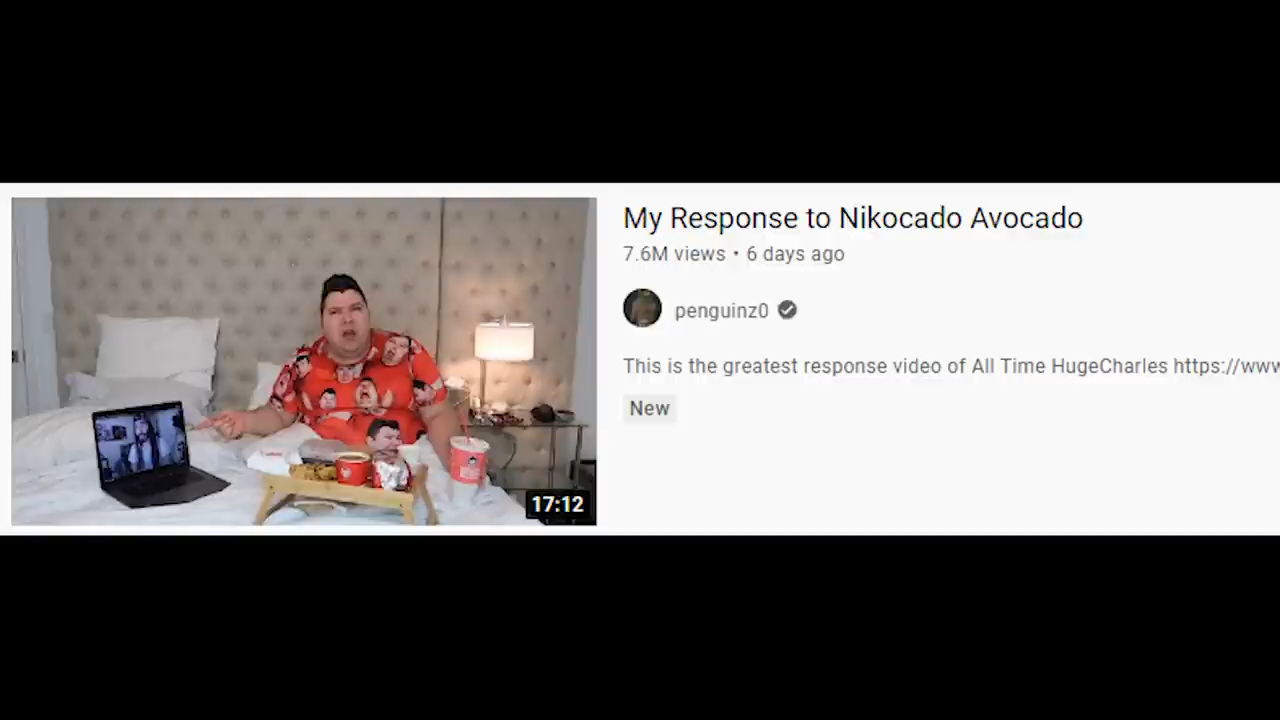 My Response to Nikocado Avocado
7.6M views • 6 days ago
penguinz0
This is the greatest response video of All Time HugeCharles https://www
New
17:12